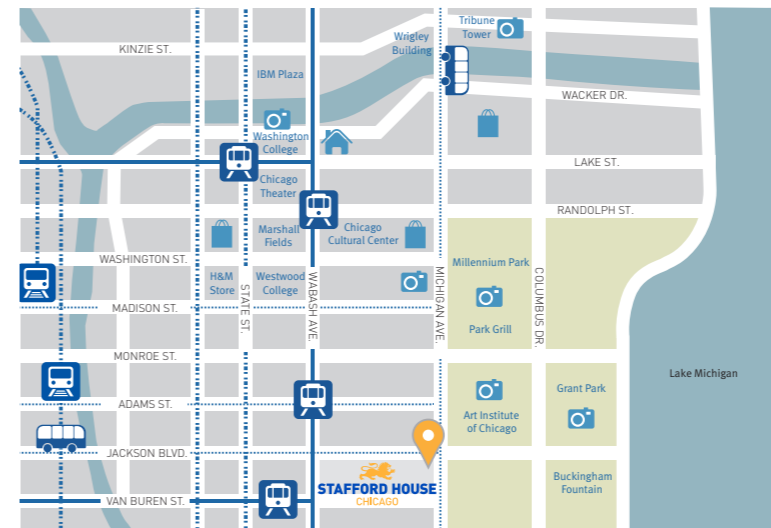 Tribune
Tower
Wrigley
Building
KINZIE ST.
IBM Plaza
WACKER DR.
Washington
College
LAKE ST.
Chicago
Theater
RANDOLPH ST.
Marshall
Fields
Chicago
Cultural Center
WASHINGTON ST.
Millennium Park
H&M
Store
Westwood
College
STATE ST.
WABASH AVE.
MICHIGAN AVE.
COLUMBUS DR.
MADISON ST.
Park Grill
MONROE ST.
Lake Michigan
Grant Park
ADAMS ST.
Art Institute
of Chicago
JACKSON BLVD.
Buckingham
Fountain
STAFFORD HOUSE
CHICAGO
VAN BUREN ST.